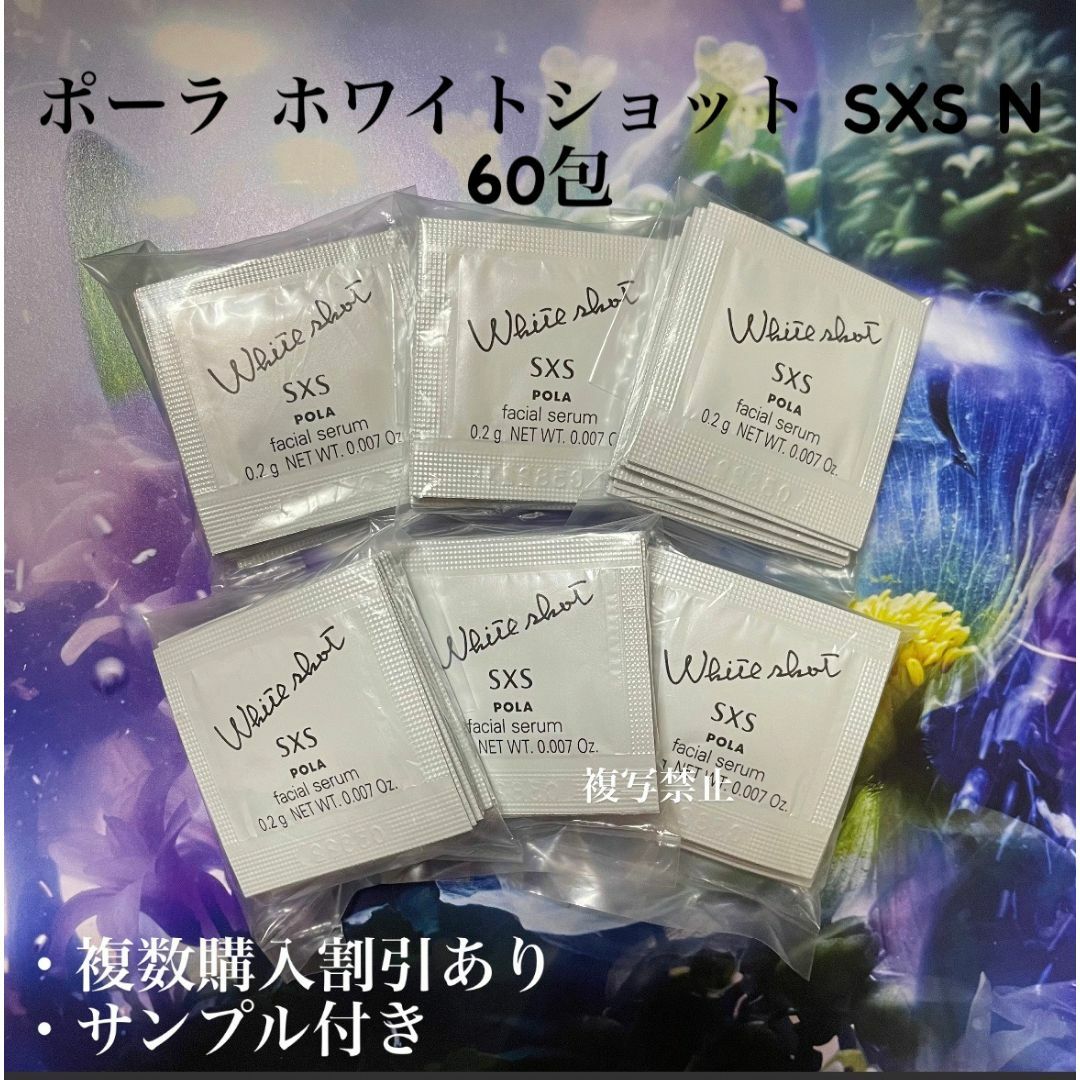 ポーラ ホワイトショット SXS N
60包
White shot
SXS
POLA
facial serum
0.2 g NET WT. 0.007 Oz
White shot
SXS
POLA
facial serum
0.2 g NET WT. 0.007
White shot
SXS
POLA
facial serum
0.2 g NET WT. 0.007 Oz.
White shot
SXS
POLA
facial serum
0.2 g NET WT. 0.007 Oz.
White shot
SXS
POLA
facial serum
NET WT. 0.007 Oz.
White shot
SXS
POLA
facial serum
NET WT. 0.007 Oz.
複写禁止
・複数購入割引あり
・サンプル付き